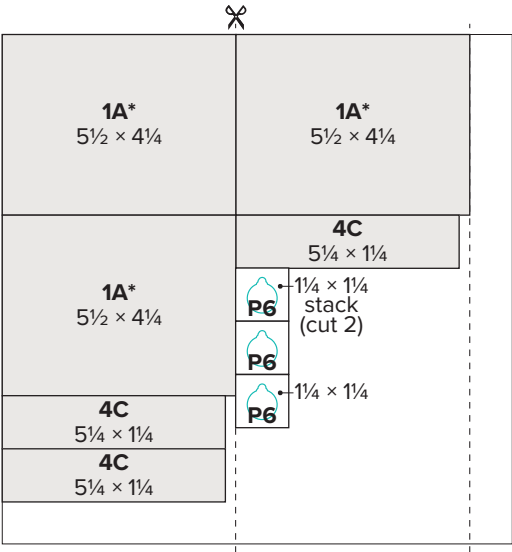 1A*
5½ × 4¼
1A*
5½ × 4¼
1A*
5½ × 4¼
4C
5¼ × 1¼
P6
1¼ × 1¼
stack
(cut 2)
P6
P6
1¼ × 1¼
4C
5¼ × 1¼
4C
5¼ × 1¼